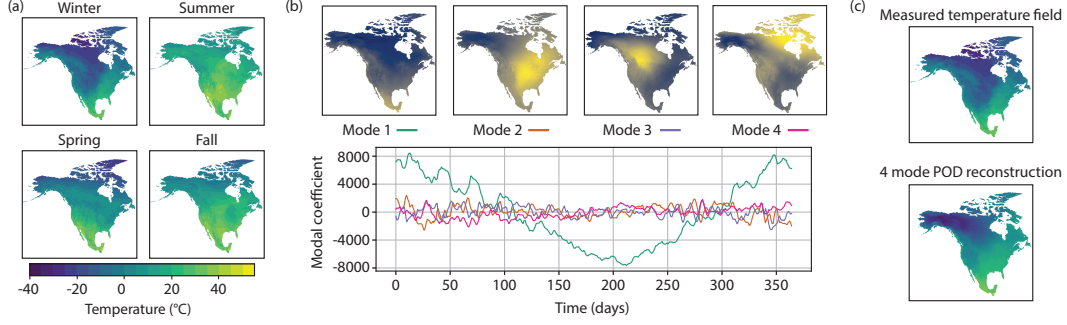 (a)
Winter
Summer
Spring
Fall
-40
-20
0
20
40
Temperature (°C)
(b)
Mode 1
Mode 2
Mode 3
Mode 4
8000
4000
0
-4000
-8000
Modal coefficient
0
50
100
150
200
250
300
350
Time (days)
(c)
Measured temperature field
4 mode POD reconstruction